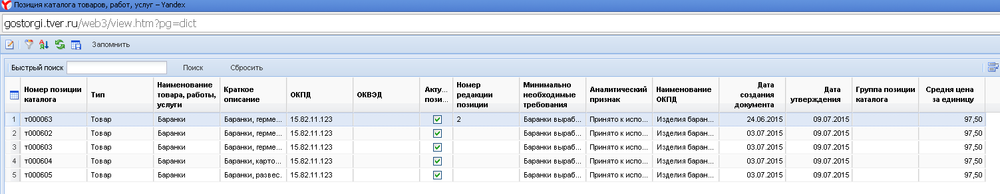 Позиция каталога товаров, работ, услуг – Yandex
gostorgi.tver.ru/web3/view.htm?pg=dict
Запомнить
Быстрый поиск Поиск Сбросить
Номер позиции каталога Тип Наименование товара, работы, услуги Краткое описание ОКПД ОКВЭД Акту... пози... Номер редакции позиции Минимально необходимые требования Аналитический признак Наименование ОКПД Дата создания документа Дата утверждения Группа позиции каталога Средня цена за единицу
1 т000063 Товар Баранки Баранки, герме... 15.82.11.123 2 Баранки выраб... Принято к испо... Изделия баран... 24.06.2015 09.07.2015 97,50
2 т000602 Товар Баранки Баранки, герме... 15.82.11.123 Баранки выраб... Принято к испо... Изделия баран... 03.07.2015 09.07.2015 97,50
3 т000603 Товар Баранки Баранки, герме... 15.82.11.123 Баранки выраб... Принято к испо... Изделия баран... 03.07.2015 09.07.2015 97,50
4 т000604 Товар Баранки Баранки, карто... 15.82.11.123 Баранки выраб... Принято к испо... Изделия баран... 03.07.2015 09.07.2015 97,50
5 т000605 Товар Баранки Баранки, развес. 15.82.11.123 Баранки выраб... Принято к испо... Изделия баран... 03.07.2015 09.07.2015 97,50